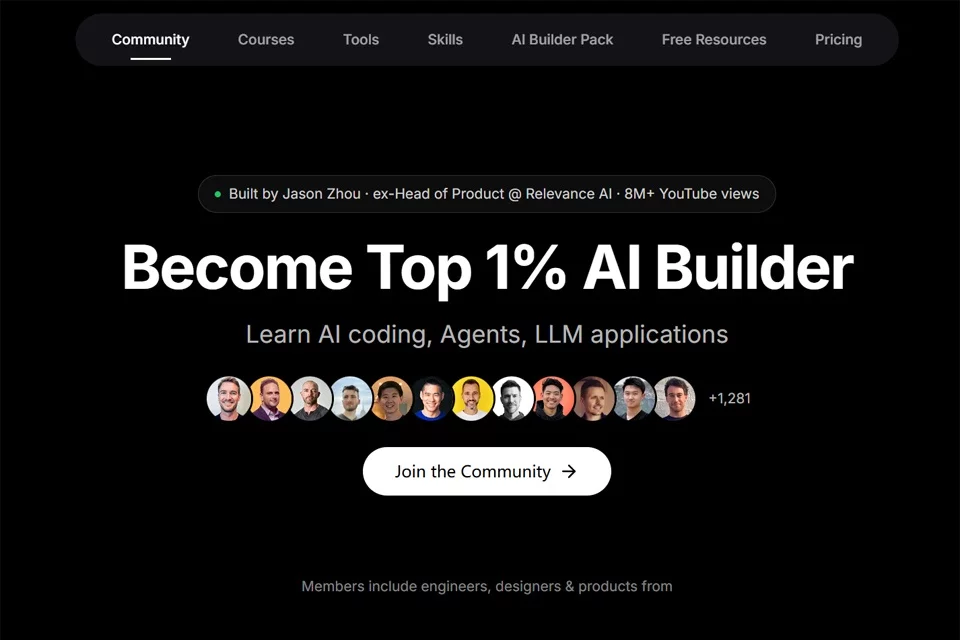 Community Courses Tools Skills AI Builder Pack Free Resources Pricing
Built by Jason Zhou · ex-Head of Product @ Relevance AI · 8M+ YouTube views
Become Top 1% AI Builder
Learn AI coding, Agents, LLM applications
+1,281
Join the Community →
Members include engineers, designers & products from